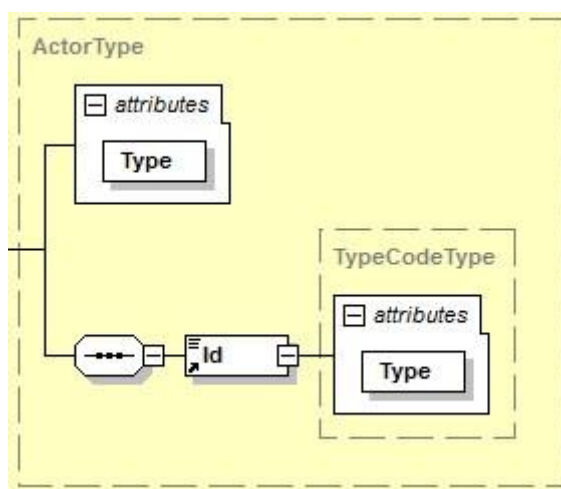 ActorType
attributes
Type
TypeCodeType
attributes
Id
Type